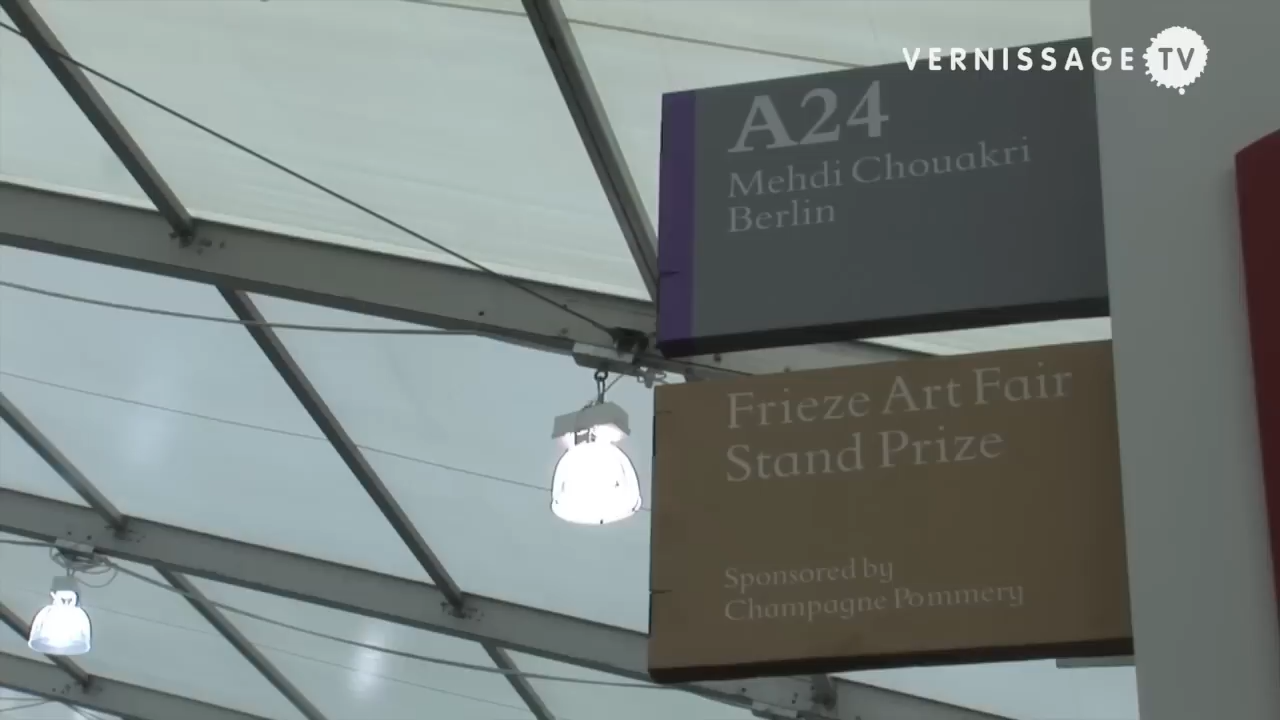 VERNISSAGE TV
A24
Mehdi Chouakri
Berlin
Frieze Art Fair
Stand Prize
Sponsored by
Champagne Pommery